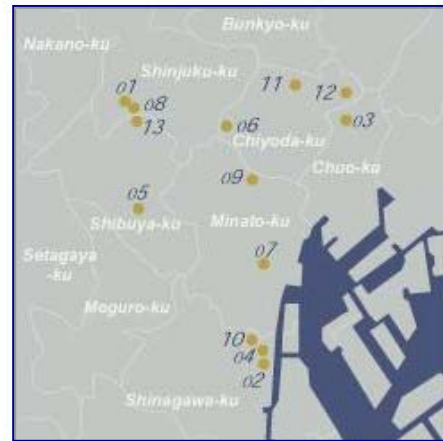 Bunkyo-ku
Nakano-ku
Shinjuku-ku
11
12
01
08
13
06
03
Chiyoda-ku
Chuo-ku
09
05
Shibuya-ku
Minato-ku
07
Setagaya
-ku
Meguro-ku
10
04
02
Shinagawa-ku